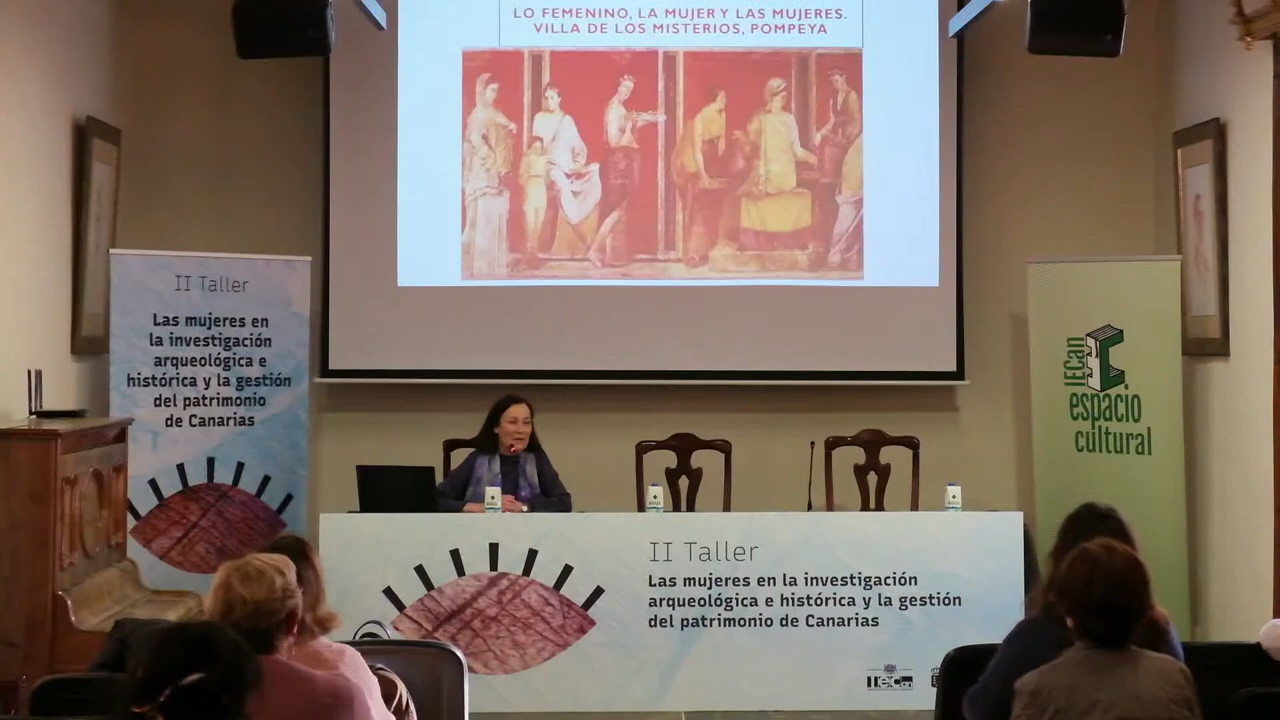 LO FEMENINO, LA MUJER Y LAS MUJERES.
VILLA DE LOS MISTERIOS, POMPEYA
II Taller
Las mujeres en
la investigación
arqueológica e
histórica y la gestión
del patrimonio
de Canarias
IECan
espacio
cultural
II Taller
Las mujeres en la investigación
arqueológica e histórica y la gestión
del patrimonio de Canarias